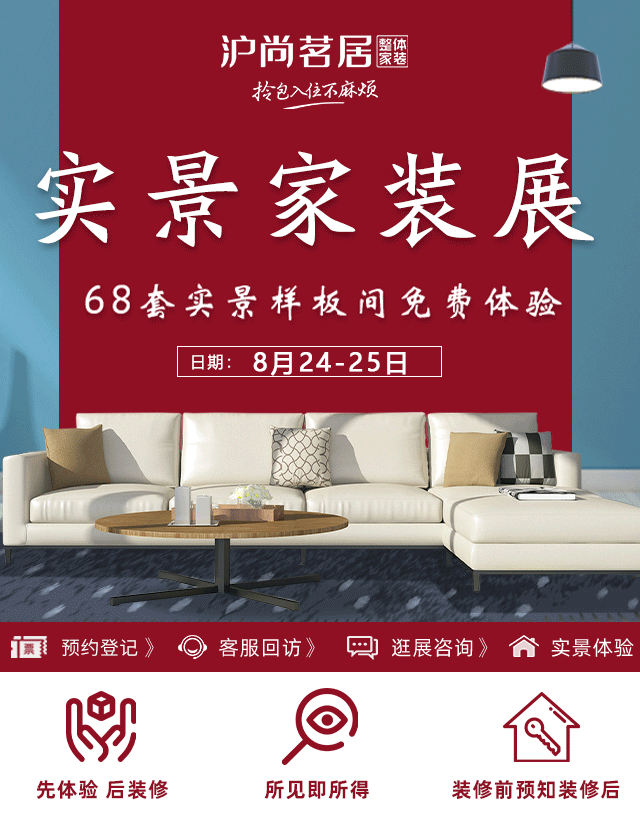 沪尚茗居 整体家装
拎包入住不麻烦
实景家装展
68套实景样板间免费体验
日期： 8月24-25日
票 预约登记》 客服回访》 逛展咨询》 实景体验
先体验 后装修 所见即所得 装修前预知装修后